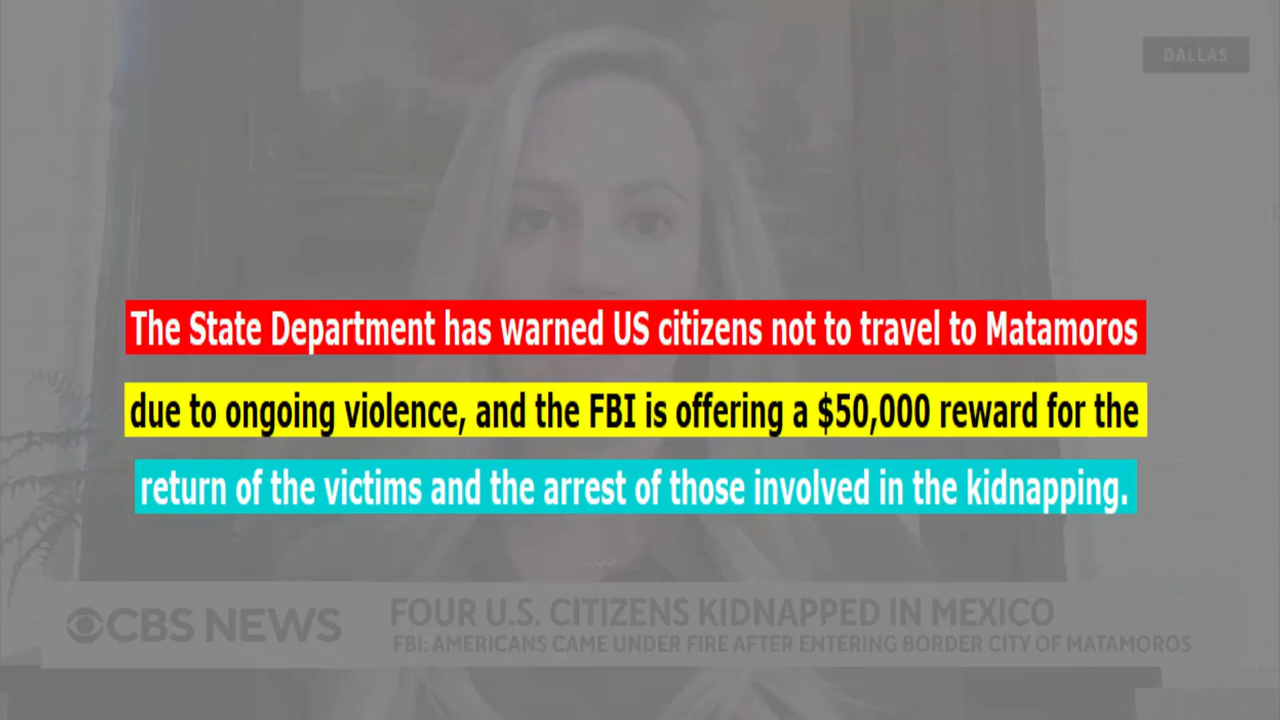 DALLAS
The State Department has warned US citizens not to travel to Matamoros
due to ongoing violence, and the FBI is offering a $50,000 reward for the
return of the victims and the arrest of those involved in the kidnapping.
CBS NEWS
FOUR U.S. CITIZENS KIDNAPPED IN MEXICO
FBI: AMERICANS CAME UNDER FIRE AFTER ENTERING BORDER CITY OF MATAMOROS